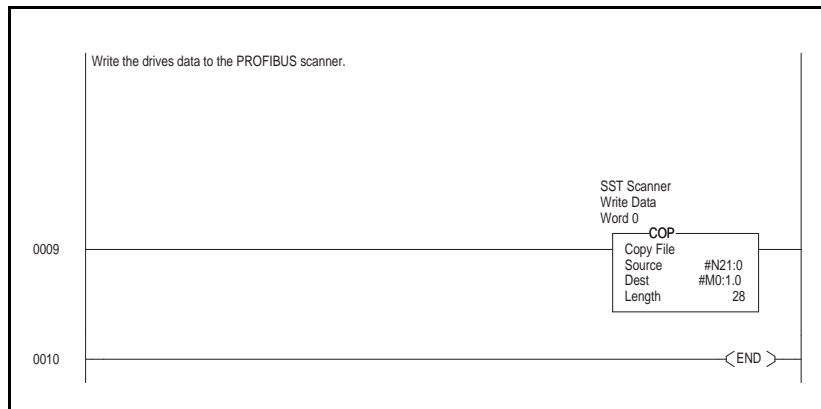 Write the drives data to the PROFIBUS scanner.
SST Scanner
Write Data
Word 0
COP
0009
Copy File
Source #N21:0
Dest #M0:1.0
Length 28
0010
END